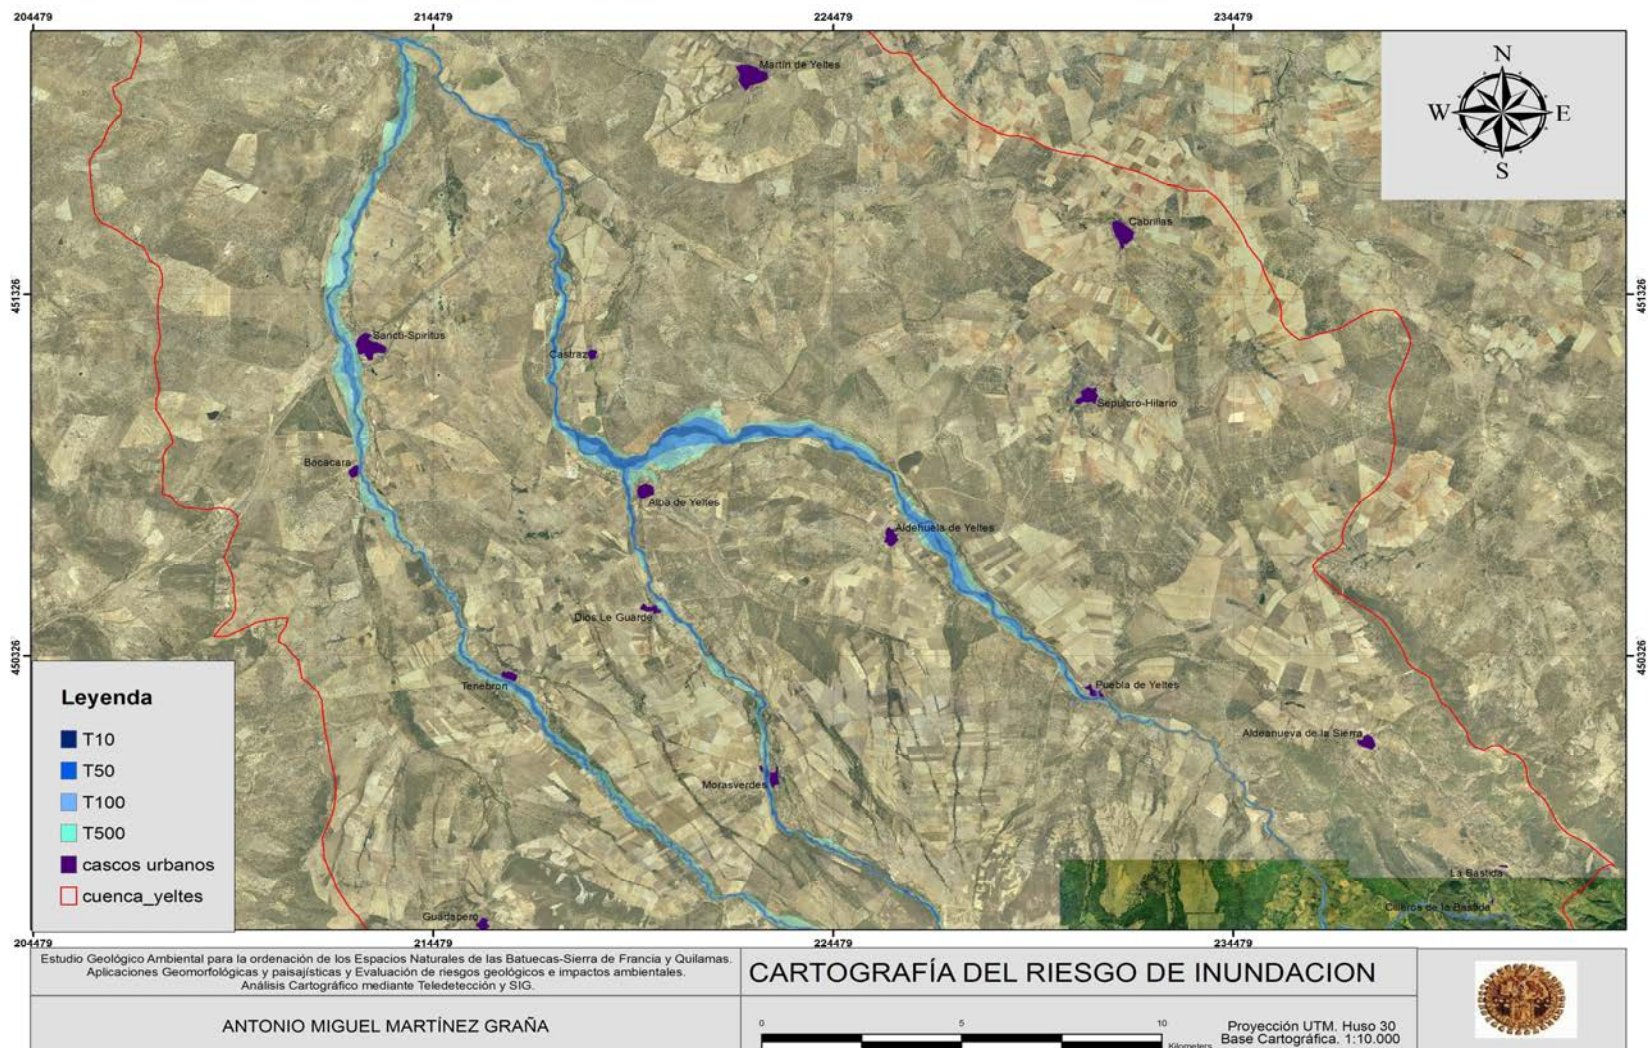 204479
214479
224479
234479
N
W
E
S
Martín de Yeltes
Cabrillas
451326
451326
Sancti-Spiritus
Castraz
Sepulcro-Hilario
Bocacara
Alba de Yeltes
Aldehuela de Yeltes
Dios Le Guarde
450326
450326
Tenebron
Puebla de Yeltes
Aldeanueva de la Sierra
Morasverdes
La Bastida
Cilleros de la Bastida
Guadapero
Leyenda
T10
T50
T100
T500
cascos urbanos
cuenca_yeltes
204479
214479
224479
234479
Estudio Geológico Ambiental para la ordenación de los Espacios Naturales de las Batuecas-Sierra de Francia y Quilamas.
Aplicaciones Geomorfológicas y paisajísticas y Evaluación de riesgos geológicos e impactos ambientales.
Análisis Cartográfico mediante Teledetección y SIG.
ANTONIO MIGUEL MARTÍNEZ GRAÑA
CARTOGRAFÍA DEL RIESGO DE INUNDACION
0
5
10
Kilometers
Proyección UTM. Huso 30
Base Cartográfica. 1:10.000